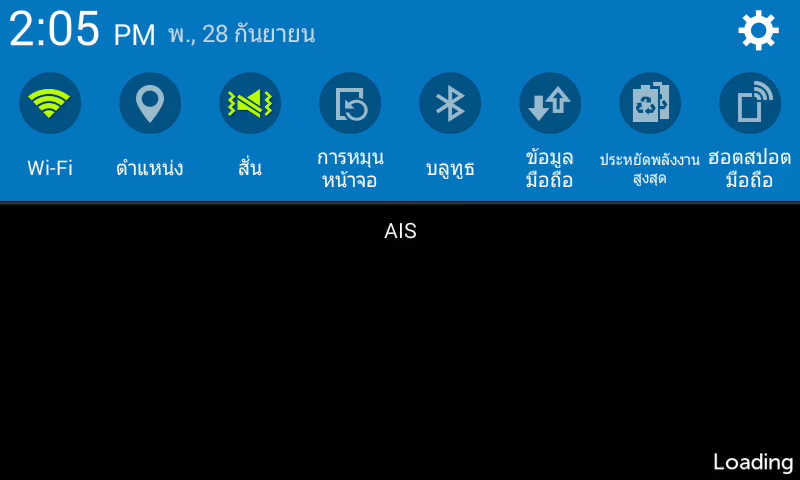 2:05 PM พ., 28 กันยายน
Wi-Fi
ตำแหน่ง
สั่น
การหมุน
หน้าจอ
บลูทูธ
ข้อมูล
มือถือ
ประหยัดพลังงาน
สูงสุด
ฮอตสปอต
มือถือ
AIS
Loading